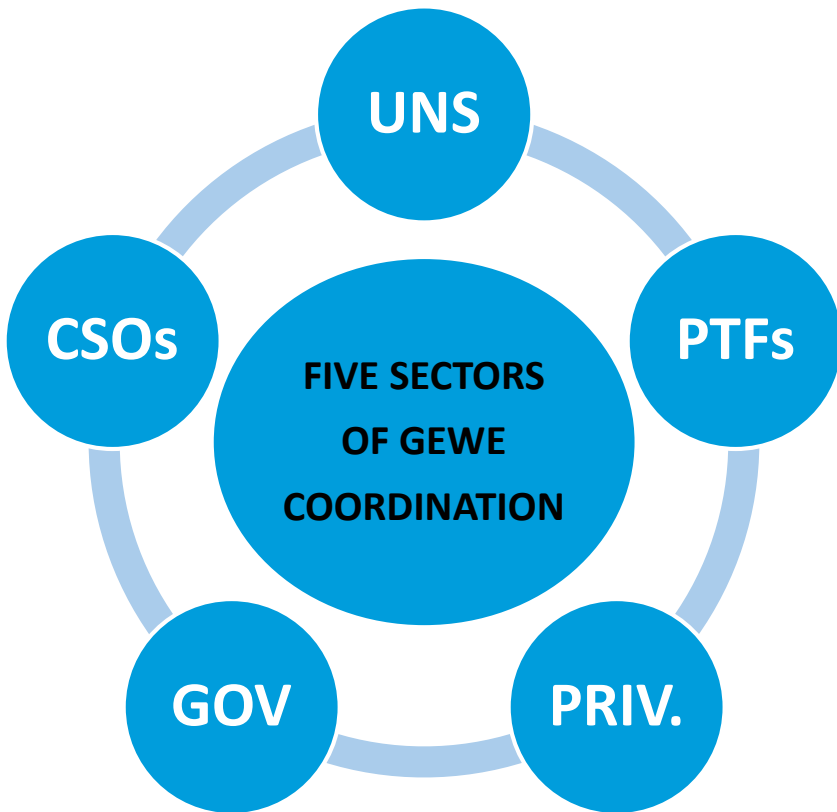 UNS
CSOs
PTFs
FIVE SECTORS
OF GEWE
COORDINATION
GOV
PRIV.